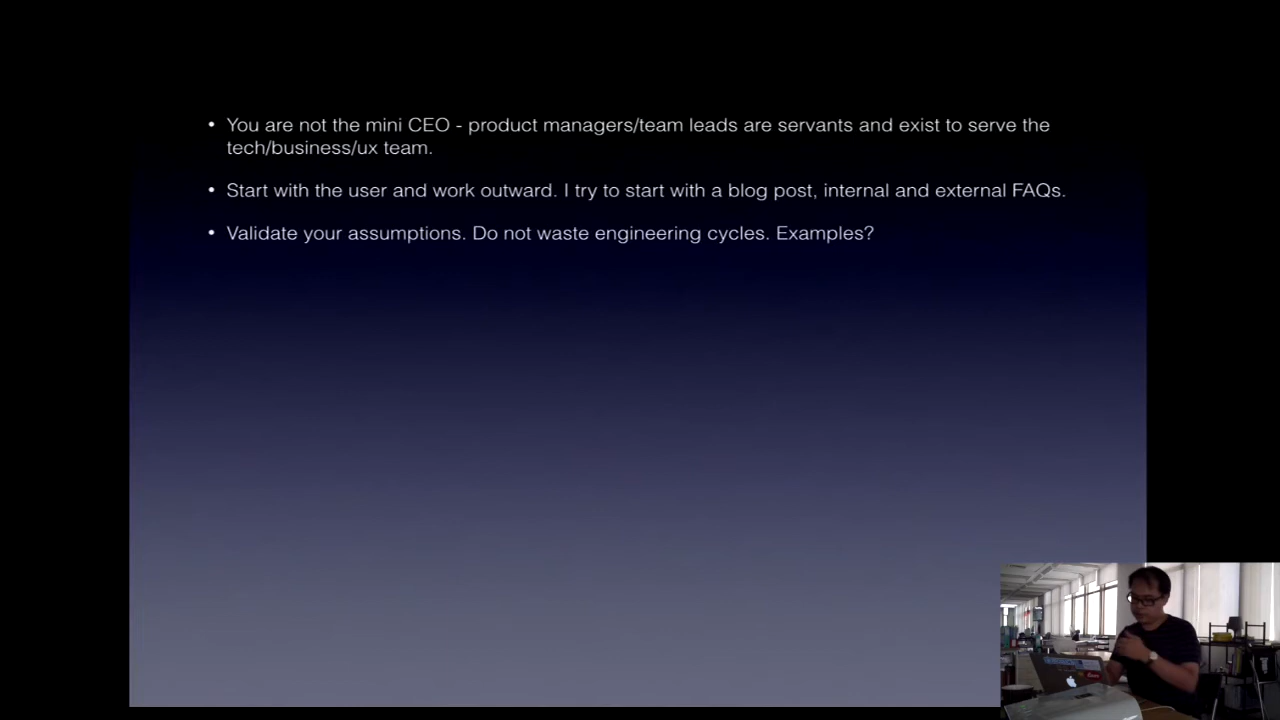 • You are not the mini CEO - product managers/team leads are servants and exist to serve the
tech/business/ux team.
• Start with the user and work outward. I try to start with a blog post, internal and external FAQs.
• Validate your assumptions. Do not waste engineering cycles. Examples?